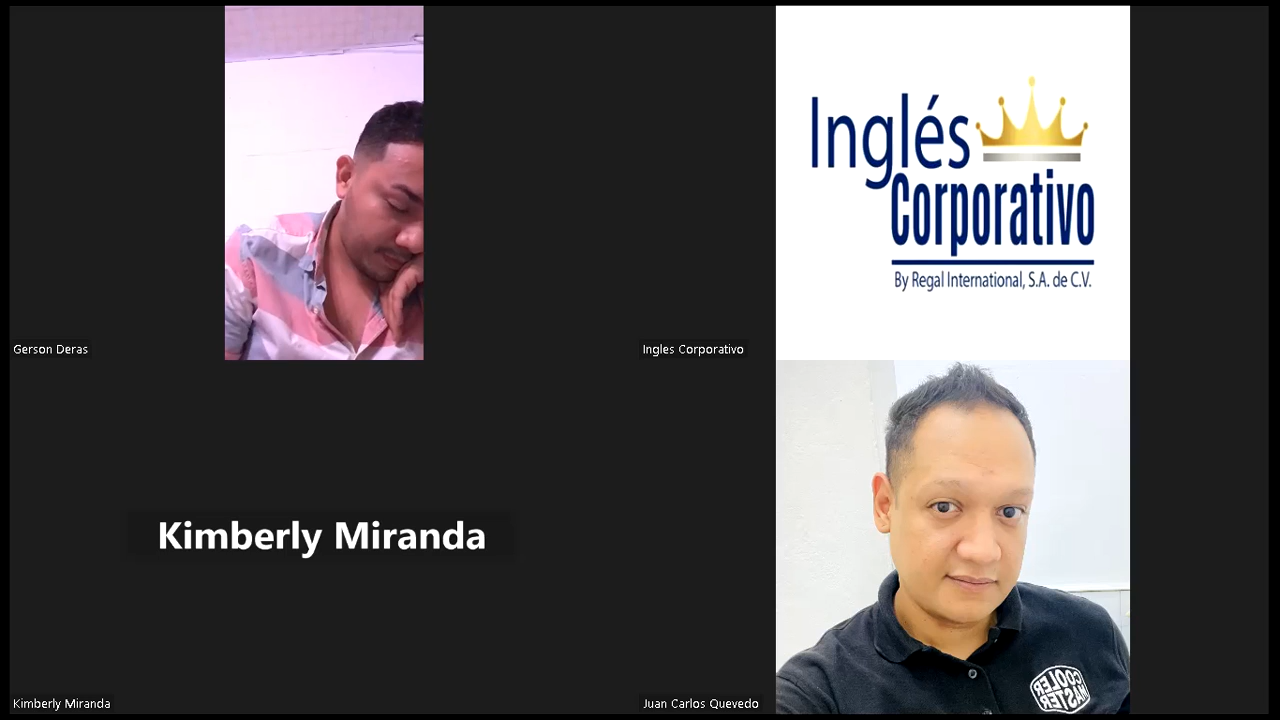 Inglés
Corporativo
By Regal International, S.A. de C.V.
Gerson Deras
Ingles Corporativo
Kimberly Miranda
COOLER
MASTER
Kimberly Miranda
Juan Carlos Quevedo